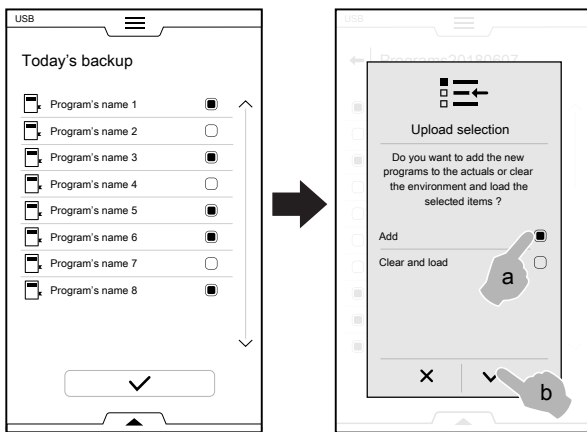 USB
Today's backup
Program's name 1
Program's name 2
Program's name 3
Program's name 4
Program's name 5
Program's name 6
Program's name 7
Program's name 8
USB
Programs20180607
Upload selection
Do you want to add the new
programs to the actuals or clear
the environment and load the
selected items ?
Add
Clear and load
a
b